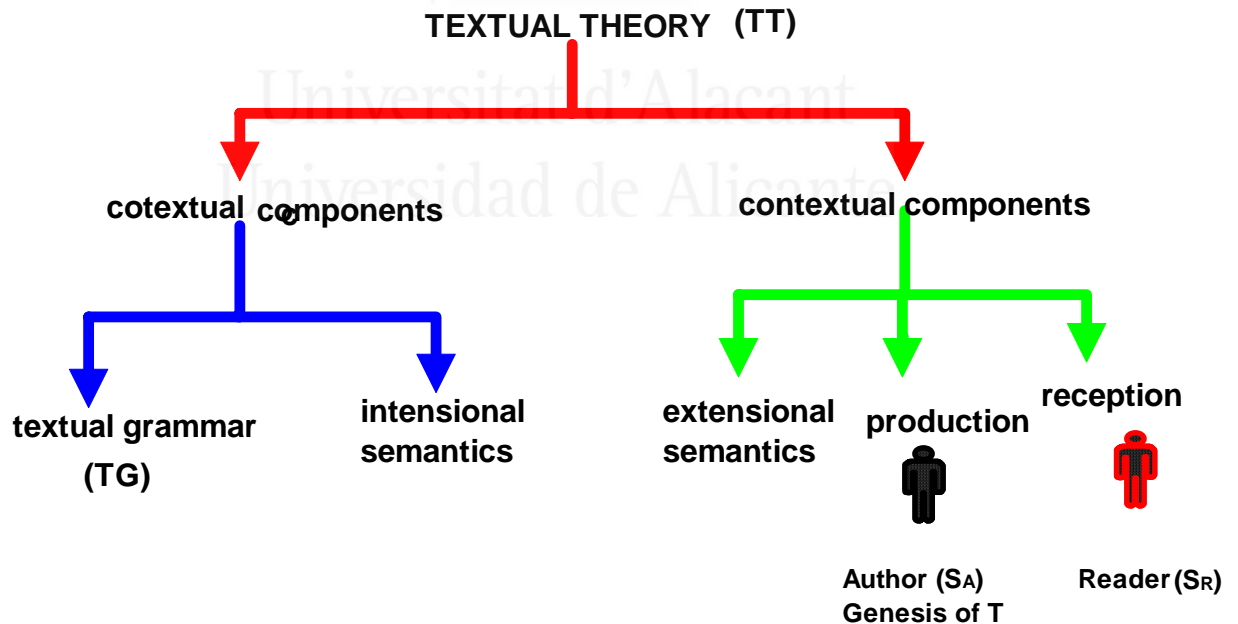 TEXTUAL THEORY (TT)
Universitat d'Alacant
Universidad de Alicante
cotextual components
contextual components
textual grammar
(TG)
intensional
semantics
extensional
semantics
production
reception
Author (SA)
Genesis of T
Reader (SR)